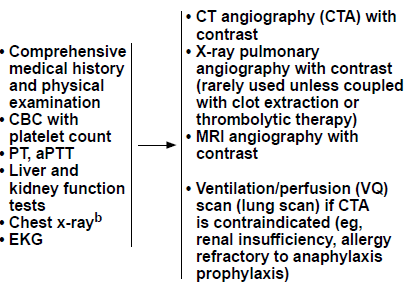 • Comprehensive
medical history
and physical
examination
• CBC with
platelet count
• PT, aPTT
• Liver and
kidney function
tests
• Chest x-rayb
• EKG
• CT angiography (CTA) with
contrast
• X-ray pulmonary
angiography with contrast
(rarely used unless coupled
with clot extraction or
thrombolytic therapy)
• MRI angiography with
contrast
• Ventilation/perfusion (VQ)
scan (lung scan) if CTA
is contraindicated (eg,
renal insufficiency, allergy
refractory to anaphylaxis
prophylaxis)